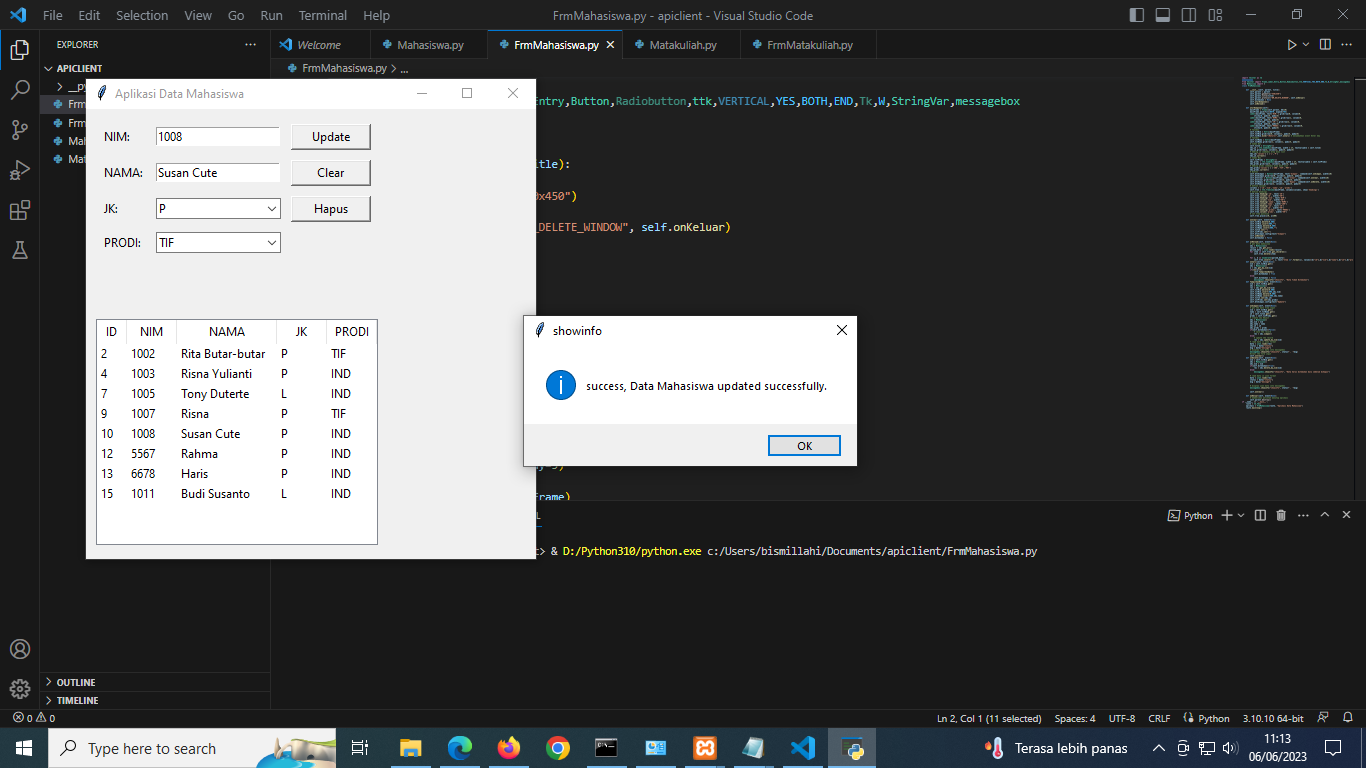 File Edit Selection View Go Run Terminal Help
FrmMahasiswa.py - apiclient - Visual Studio Code
EXPLORER
Welcome
Mahasiswa.py
FrmMahasiswa.py
Matakuliah.py
FrmMatakuliah.py
APICLIENT
FrmMahasiswa.py > ...
Aplikasi Data Mahasiswa
Entry,Button,Radiobutton,ttk,VERTICAL,YES,BOTH,END,Tk,W,StringVar,messagebox
NIM: 1008 Update
itle):
NAMA: Susan Cute Clear
0x450")
JK: P Hapus
_DELETE_WINDOW", self.onKeluar)
PRODI: TIF
ID NIM NAMA JK PRODI
2 1002 Rita Butar-butar P TIF
4 1003 Risna Yulianti P IND
7 1005 Tony Duterte L IND
9 1007 Risna P TIF
10 1008 Susan Cute P IND
12 5567 Rahma P IND
13 6678 Haris P IND
15 1011 Budi Susanto L IND
showinfo
success, Data Mahasiswa updated successfully.
OK
Frame)
Python
> & D:/Python310/python.exe c:/Users/bismillahi/Documents/apiclient/FrmMahasiswa.py
OUTLINE
TIMELINE
0 0
Ln 2, Col 1 (11 selected) Spaces: 4 UTF-8 CRLF Python 3.10.10 64-bit
Type here to search
Terasa lebih panas
11:13
06/06/2023